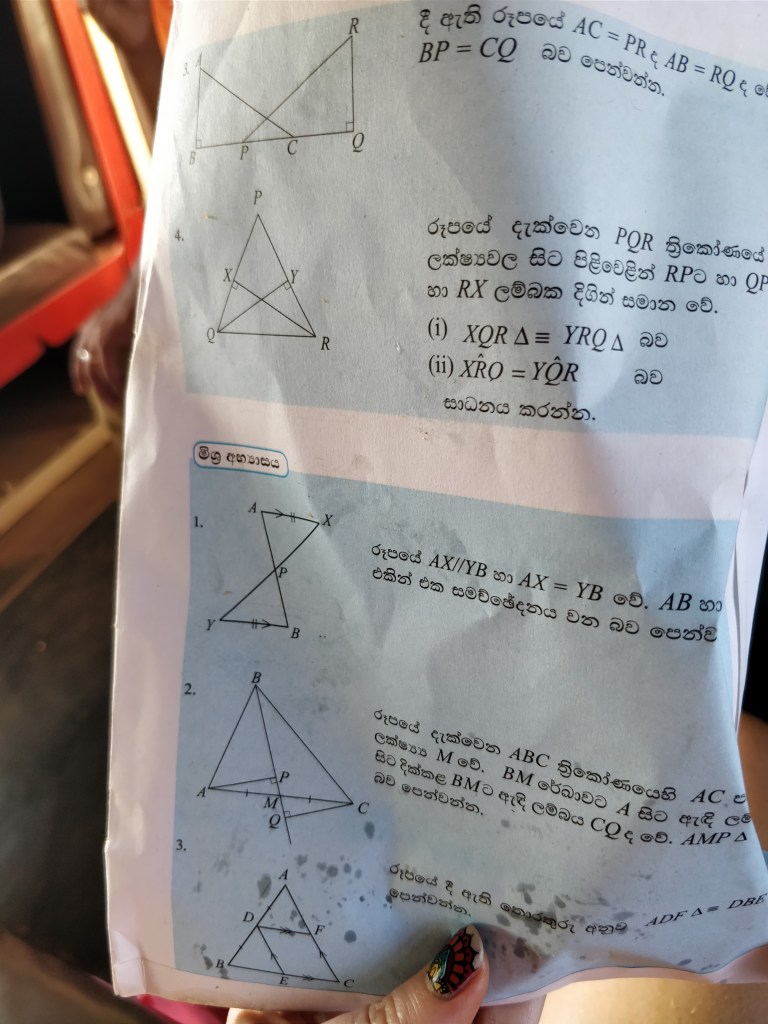 3.
A
R
B
P
C
Q
දී ඇති රූපයේ AC = PR ද AB = RQ ද
BP = CQ බව පෙන්වන්න.
4.
P
X
Y
Q
R
රූපයේ දැක්වෙන PQR ත්‍රිකෝණයේ
ලක්ෂ්‍යවල සිට පිළිවෙළින් RPට හා QP
හා RX ලම්බක දිගින් සමාන වේ.
(i) XQR Δ ≡ YRQ Δ බව
(ii) XR̂Q = YQ̂R බව
සාධනය කරන්න.
මිශ්‍ර අභ්‍යාසය
1.
A
X
P
Y
B
රූපයේ AX//YB හා AX = YB වේ. AB හා
එකින් එක සමච්ඡේදනය වන බව
2.
B
A
P
M
Q
C
රූපයේ දැක්වෙන ABC ත්‍රිකෝණයෙහි AC
ලක්ෂ්‍යය M වේ. BM රේඛාවට A සිට ඇඳි
සිට දික්කළ BMට ඇඳි ලම්බය CQ ද වේ. AMP Δ
බව පෙන්වන්න.
3.
A
D
F
B
E
C
රූපයේ දී ඇති තොරතුරු අනුව ADF Δ ≡ DBE
පෙන්වන්න.